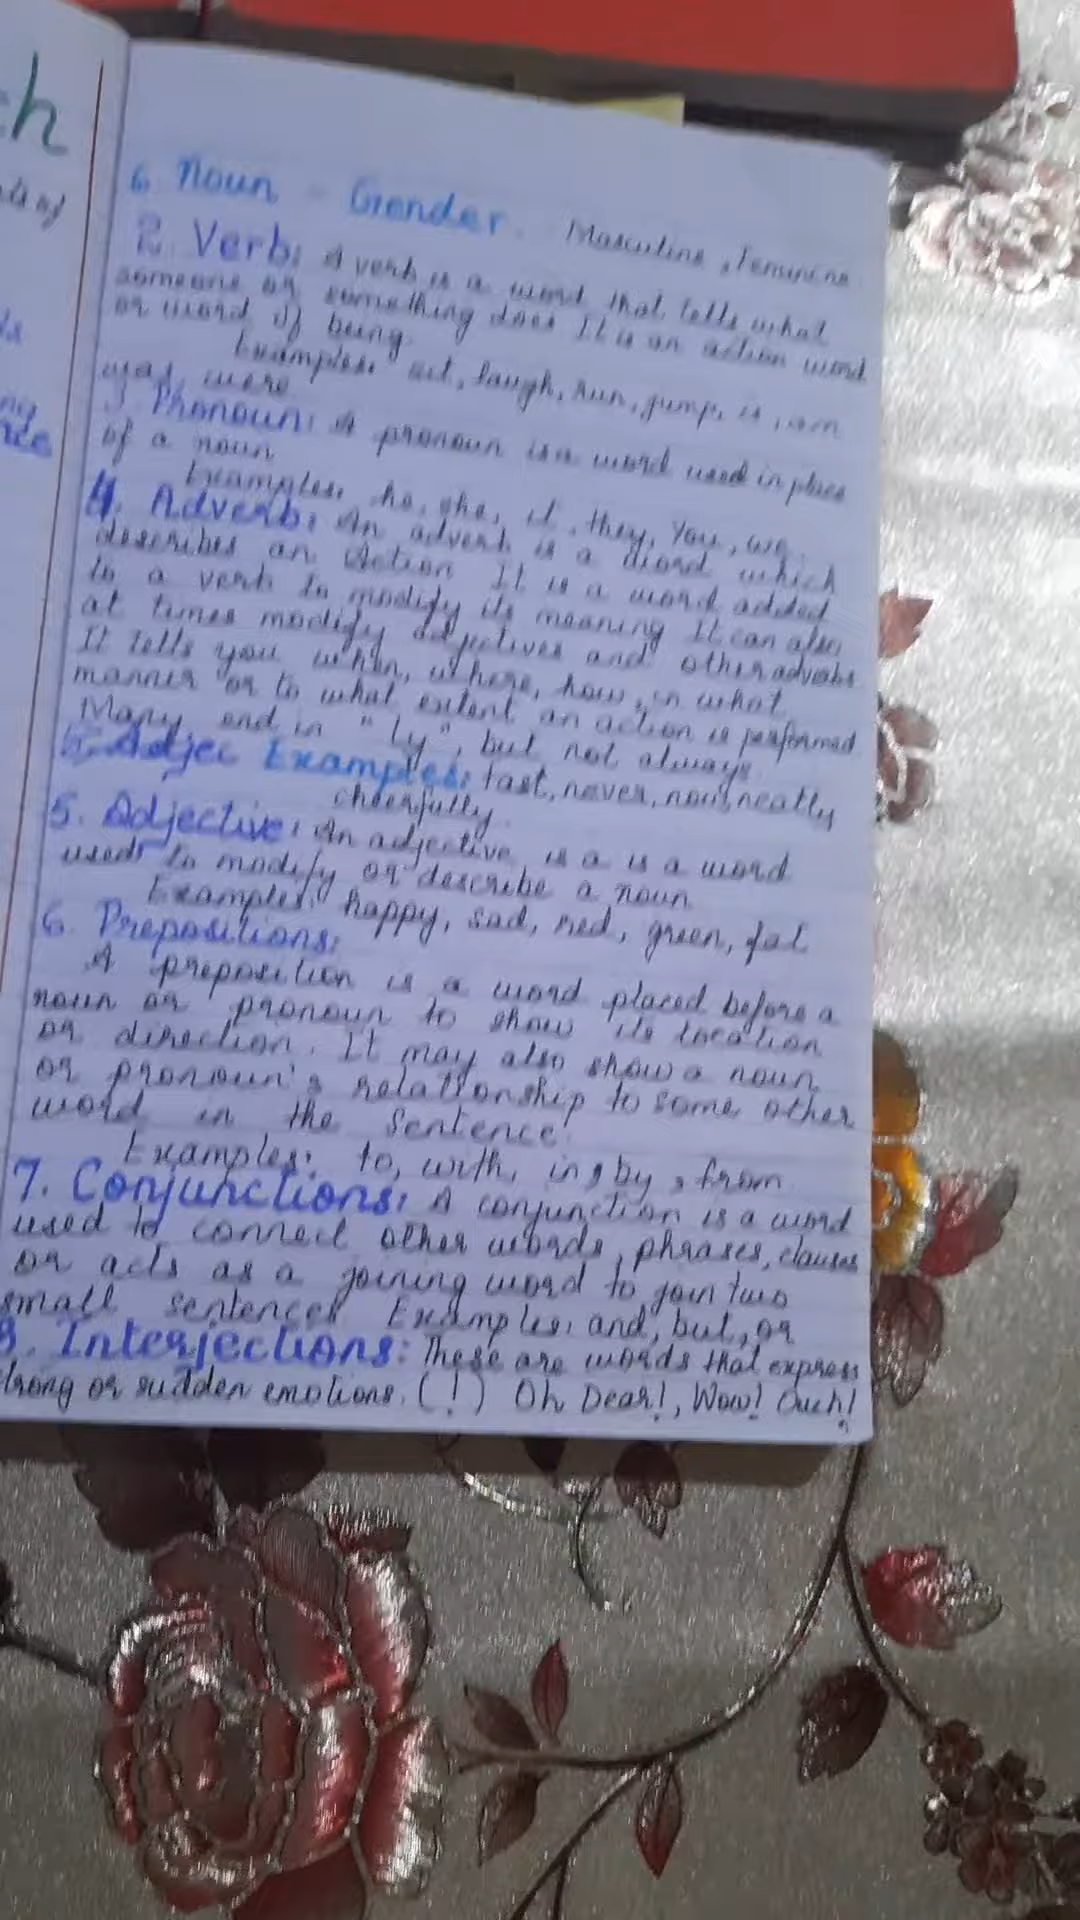 ch
6. Noun - Gender. Masculine, Feminine
2. Verb: A verb is a word that tells what
someone or something does It is an action word
or word of being.
Examples: act, laugh, run, jump, is, am
was, were
3. Pronoun: A pronoun is a word used in place
of a noun
Examples: he, she, it, they, You, we.
4. Adverb: An adverb is a word which
describes an Action It is a word added
to a verb to modify its meaning It can also
at times modify adjectives and other adverbs
It tells you when, where, how, in what
manner or to what extent an action is performed
Many end in "ly", but not always.
5. Adjec Examples: fast, never, now, neatly
cheerfully.
5. Adjective: An adjective is a is a word
used to modify or describe a noun
Examples: happy, sad, red, green, fat
6. Prepositions:
A preposition is a word placed before a
noun or pronoun to show its location
or direction. It may also show a noun
or pronoun's relationship to some other
word in the Sentence.
Examples: to, with, in, by, from
7. Conjunctions: A conjunction is a word
used to connect other words, phrases, clauses
or acts as a joining word to join two
small sentences Examples: and, but, or
8. Interjections: These are words that express
strong or sudden emotions. (!) Oh Dear!, Wow! Ouch!